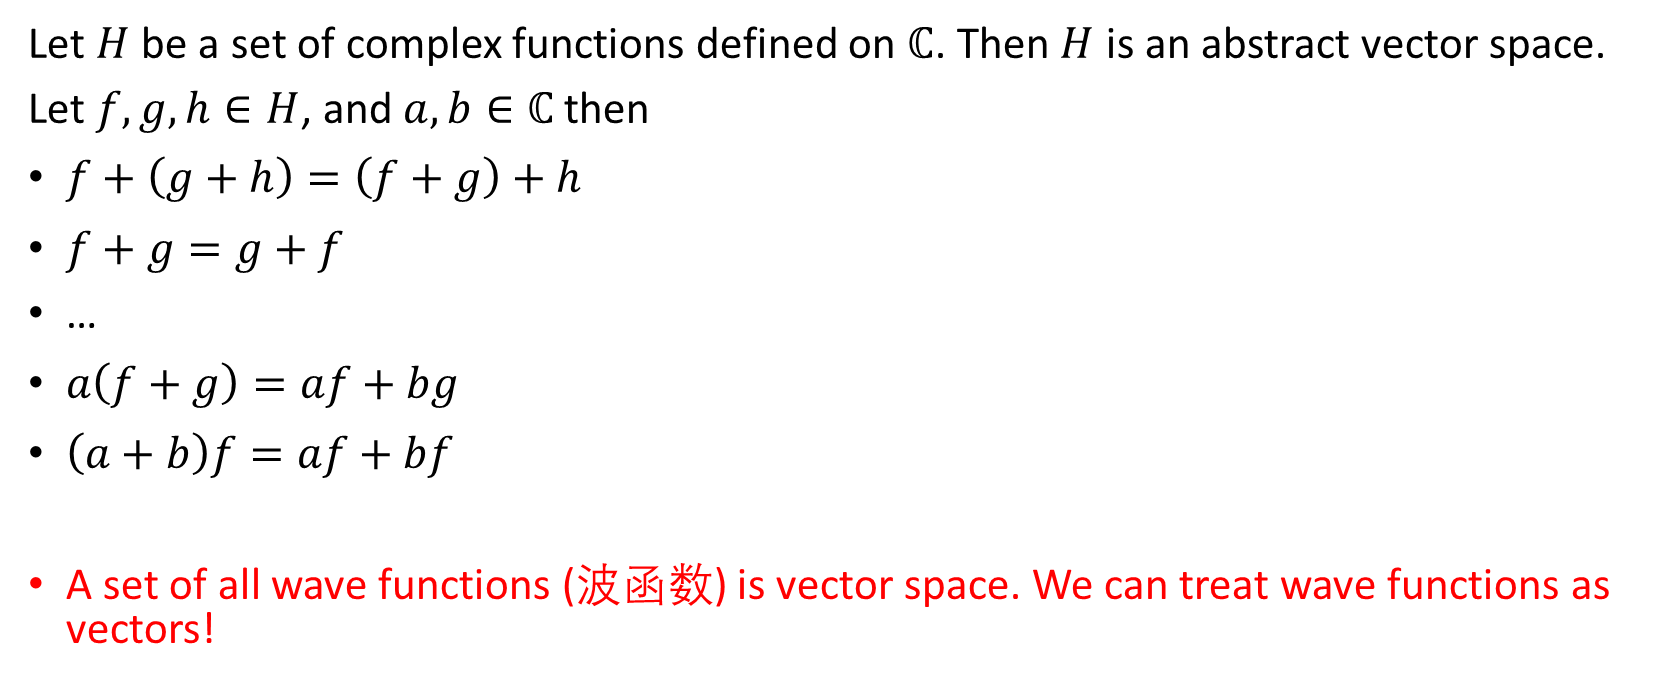 Let H be a set of complex functions defined on ℂ. Then H is an abstract vector space.
Let f, g, h ∈ H, and a, b ∈ ℂ then
• f + (g + h) = (f + g) + h
• f + g = g + f
• ...
• a(f + g) = af + bg
• (a + b)f = af + bf
• A set of all wave functions (波函数) is vector space. We can treat wave functions as
vectors!